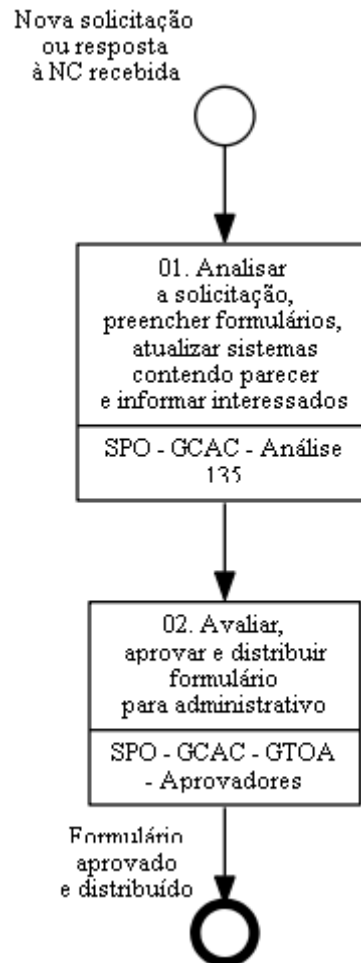 Nova solicitação
ou resposta
à NC recebida
01. Analisar
a solicitação,
preencher formulários,
atualizar sistemas
contendo parecer
e informar interessados
SPO - GCAC - Análise
135
02. Avaliar,
aprovar e distribuir
formulário
para administrativo
SPO - GCAC - GTOA
- Aprovadores
Formulário
aprovado
e distribuído